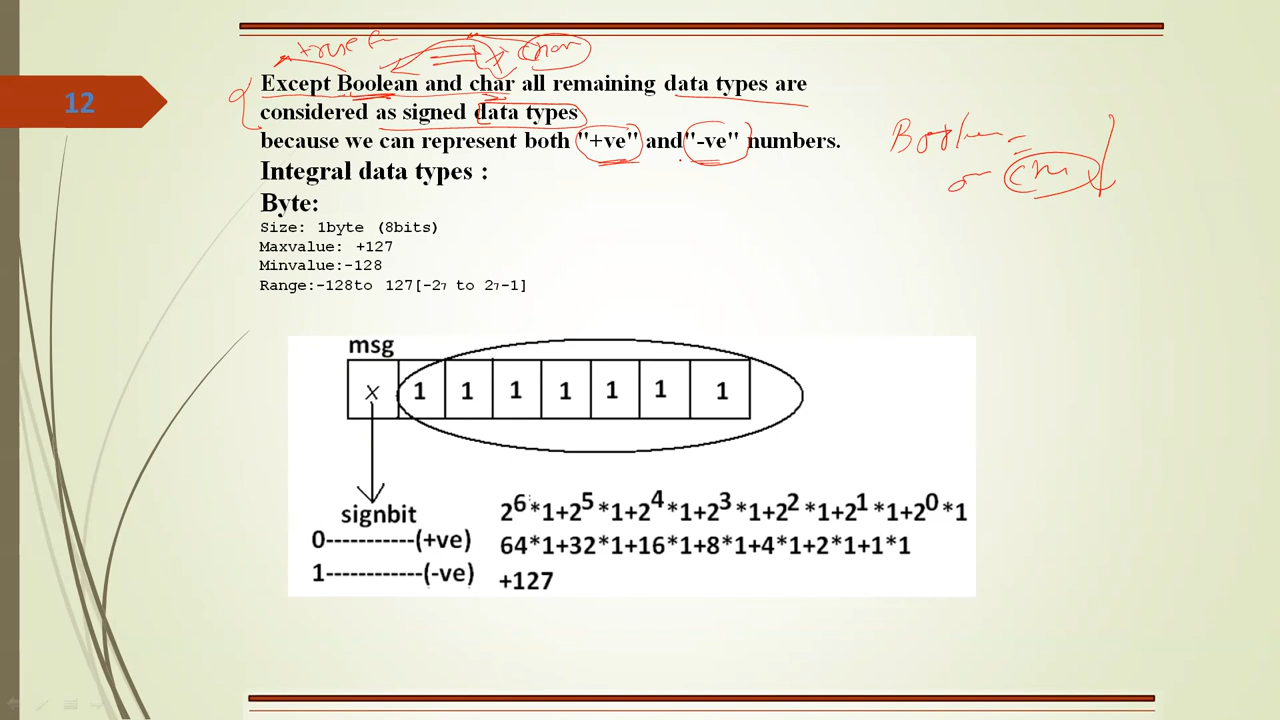 12
true
char
Except Boolean and char all remaining data types are
considered as signed data types
because we can represent both "+ve" and"-ve" numbers.
Boolean
or char
Integral data types :
Byte:
Size: 1byte (8bits)
Maxvalue: +127
Minvalue:-128
Range:-128to 127[-2⁷ to 2⁷-1]
msg
x 1 1 1 1 1 1 1
signbit
0-----------(+ve)
1------------(-ve)
2⁶*1+2⁵*1+2⁴*1+2³*1+2²*1+2¹*1+2⁰*1
64*1+32*1+16*1+8*1+4*1+2*1+1*1
+127